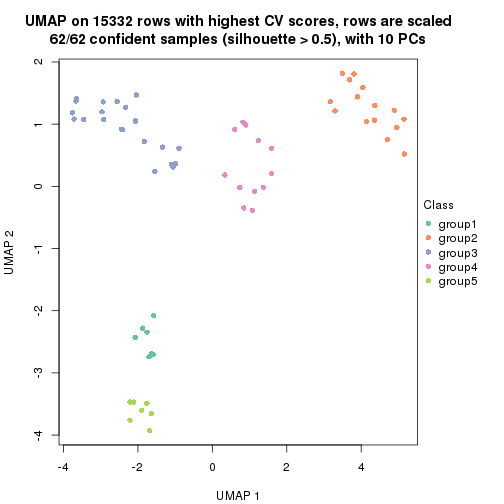 UMAP on 15332 rows with highest CV scores, rows are scaled
62/62 confident samples (silhouette > 0.5), with 10 PCs
1
0
-1
-2
-3
-4
UMAP 2
-4
-2
0
2
4
UMAP 1
Class
group1
group2
group3
group4
group5